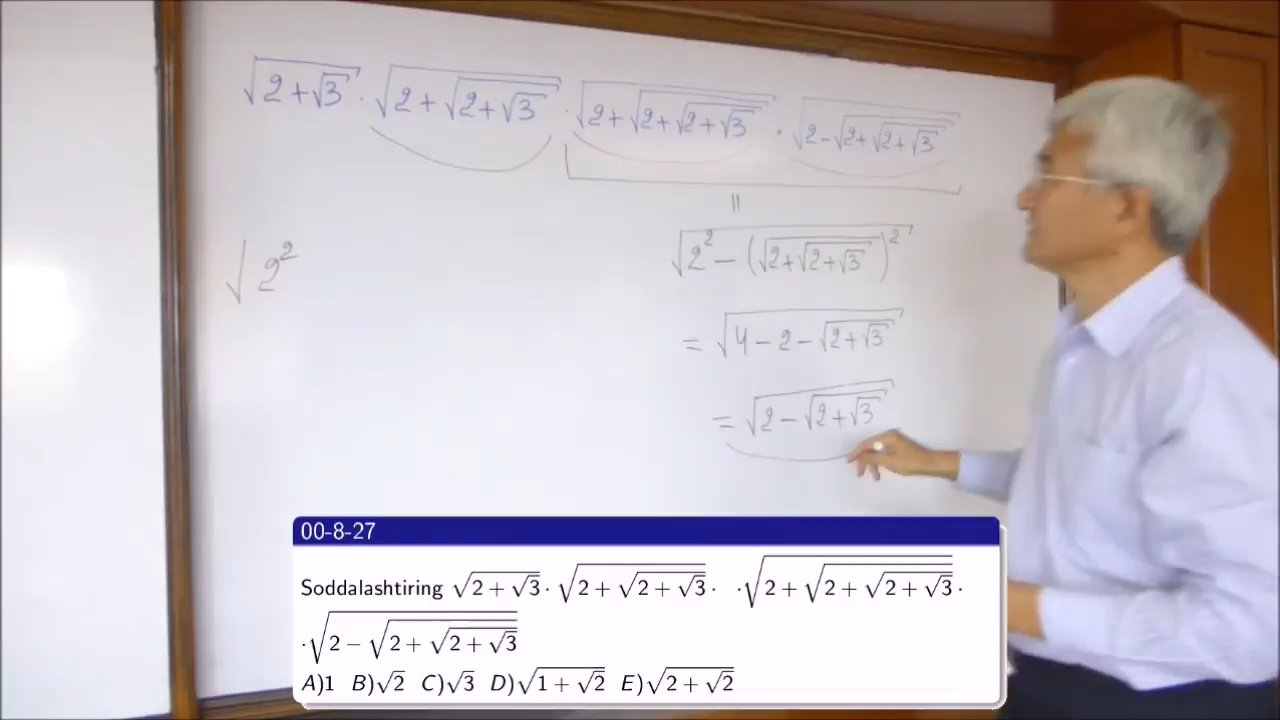 √(2+√3) · √(2+√(2+√3)) · √(2+√(2+√(2+√3))) · √(2-√(2+√(2+√3)))
||
√(2² - (√(2+√(2+√3)))²)
√2²
= √(4-2-√(2+√3))
= √(2-√(2+√3))
00-8-27
Soddalashtiring √(2+√3) · √(2+√(2+√3)) · ·√(2+√(2+√(2+√3))) ·
·√(2-√(2+√(2+√3)))
A)1 B)√2 C)√3 D)√(1+√2) E)√(2+√2)